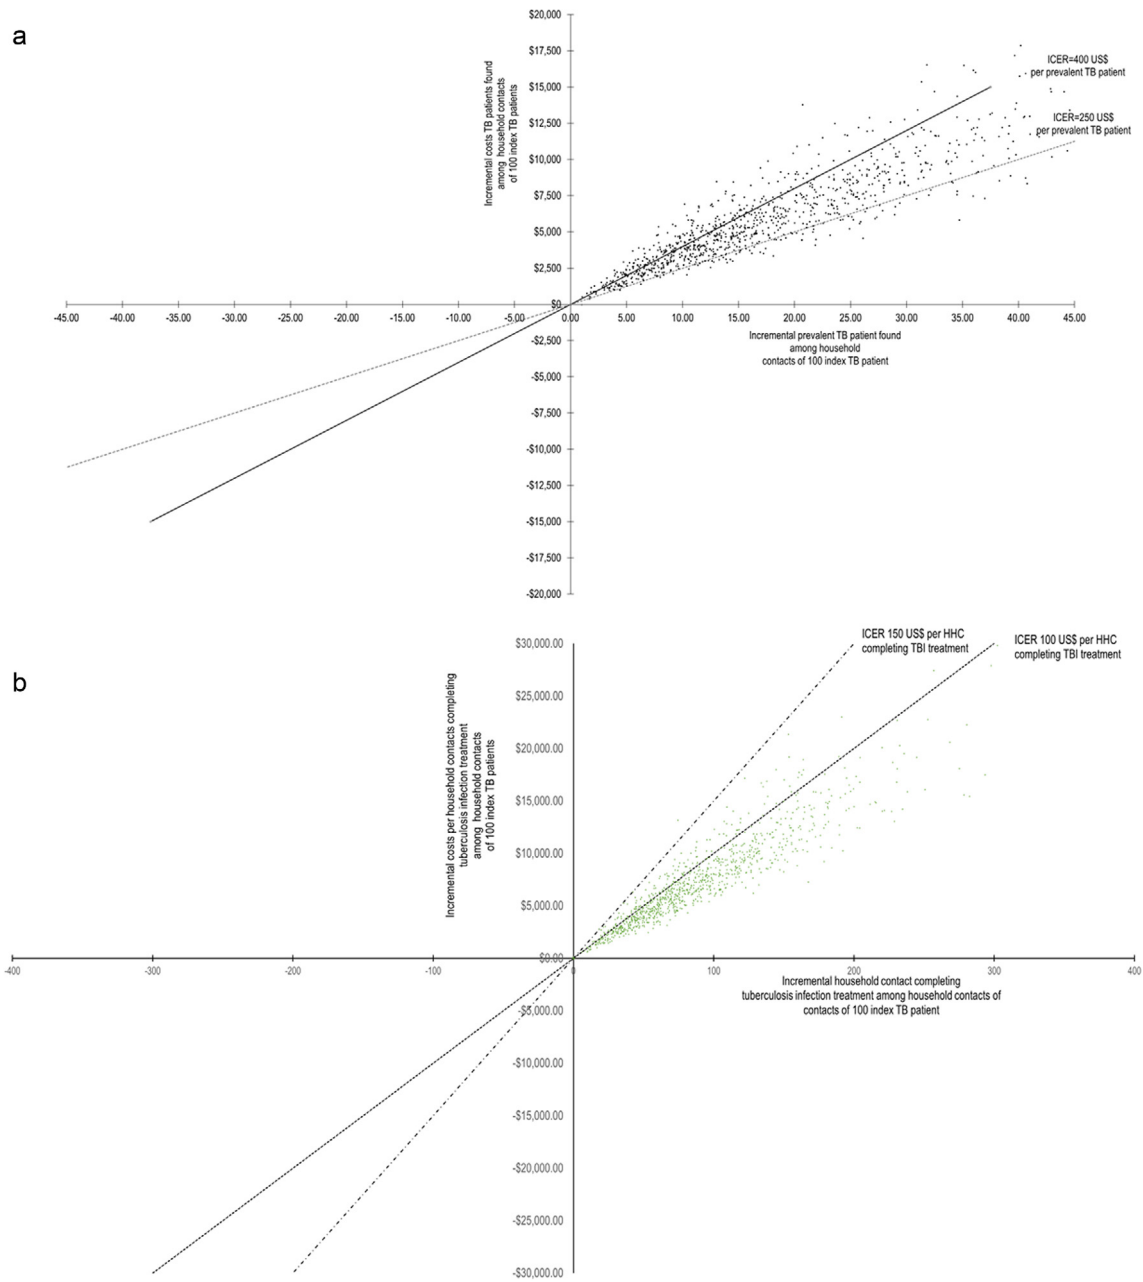 a
$20,000
$17,500
$15,000
$12,500
$10,000
$7,500
$5,000
$2,500
$0
-$2,500
-$5,000
-$7,500
-$10,000
-$12,500
-$15,000
-$17,500
-$20,000
Incremental costs TB patients found
among household contacts
of 100 index TB patients
ICER=400 US$
per prevalent TB patient
ICER=250 US$
per prevalent TB patient
-45.00 -40.00 -35.00 -30.00 -25.00 -20.00 -15.00 -10.00 -5.00 0.00 5.00 10.00 15.00 20.00 25.00 30.00 35.00 40.00 45.00
Incremental prevalent TB patient found
among household
contacts of 100 index TB patient
b
$30,000.00
$25,000.00
$20,000.00
$15,000.00
$10,000.00
$5,000.00
$0.00
-$5,000.00
-$10,000.00
-$15,000.00
-$20,000.00
-$25,000.00
-$30,000.00
Incremental costs per household contacts completing
tuberculosis infection treatment
among household contacts
of 100 index TB patients
ICER 150 US$ per HHC
completing TBI treatment
ICER 100 US$ per HHC
completing TBI treatment
-400 -300 -200 -100 0 100 200 300 400
Incremental household contact completing
tuberculosis infection treatment among household contacts of
contacts of 100 index TB patient